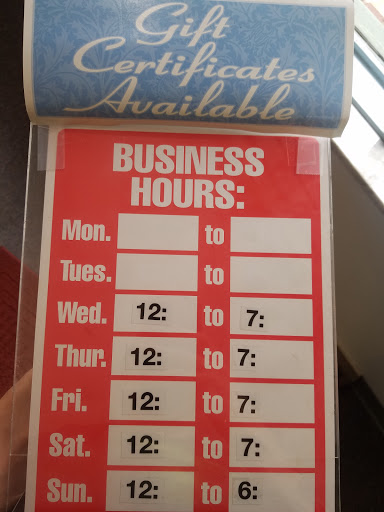 Gift
Certificates
Available
BUSINESS
HOURS:
Mon. to
Tues. to
Wed. 12: to 7:
Thur. 12: to 7:
Fri. 12: to 7:
Sat. 12: to 7:
Sun. 12: to 6: